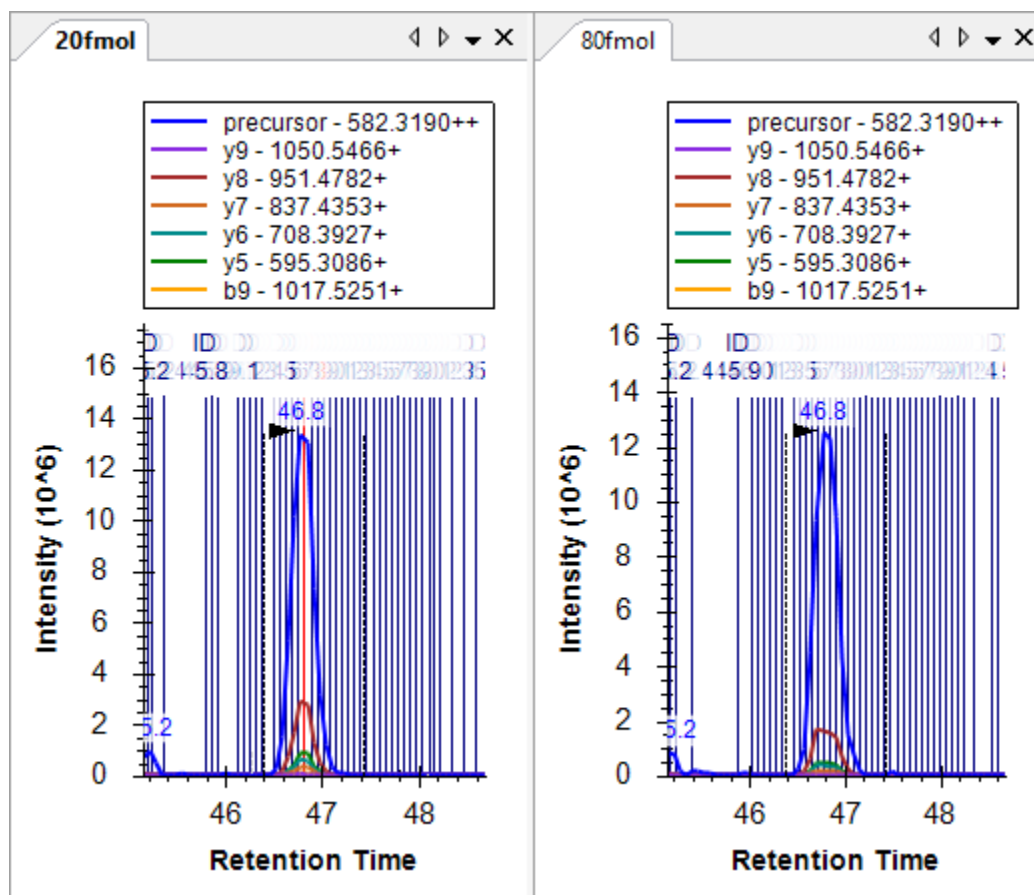 20fmol
precursor - 582.3190++
y9 - 1050.5466+
y8 - 951.4782+
y7 - 837.4353+
y6 - 708.3927+
y5 - 595.3086+
b9 - 1017.5251+
ID
46.8
5.2
16
14
12
10
8
6
4
2
0
Intensity (10^6)
46 47 48
Retention Time
80fmol
precursor - 582.3190++
y9 - 1050.5466+
y8 - 951.4782+
y7 - 837.4353+
y6 - 708.3927+
y5 - 595.3086+
b9 - 1017.5251+
ID
46.8
5.2
16
14
12
10
8
6
4
2
0
Intensity (10^6)
46 47 48
Retention Time